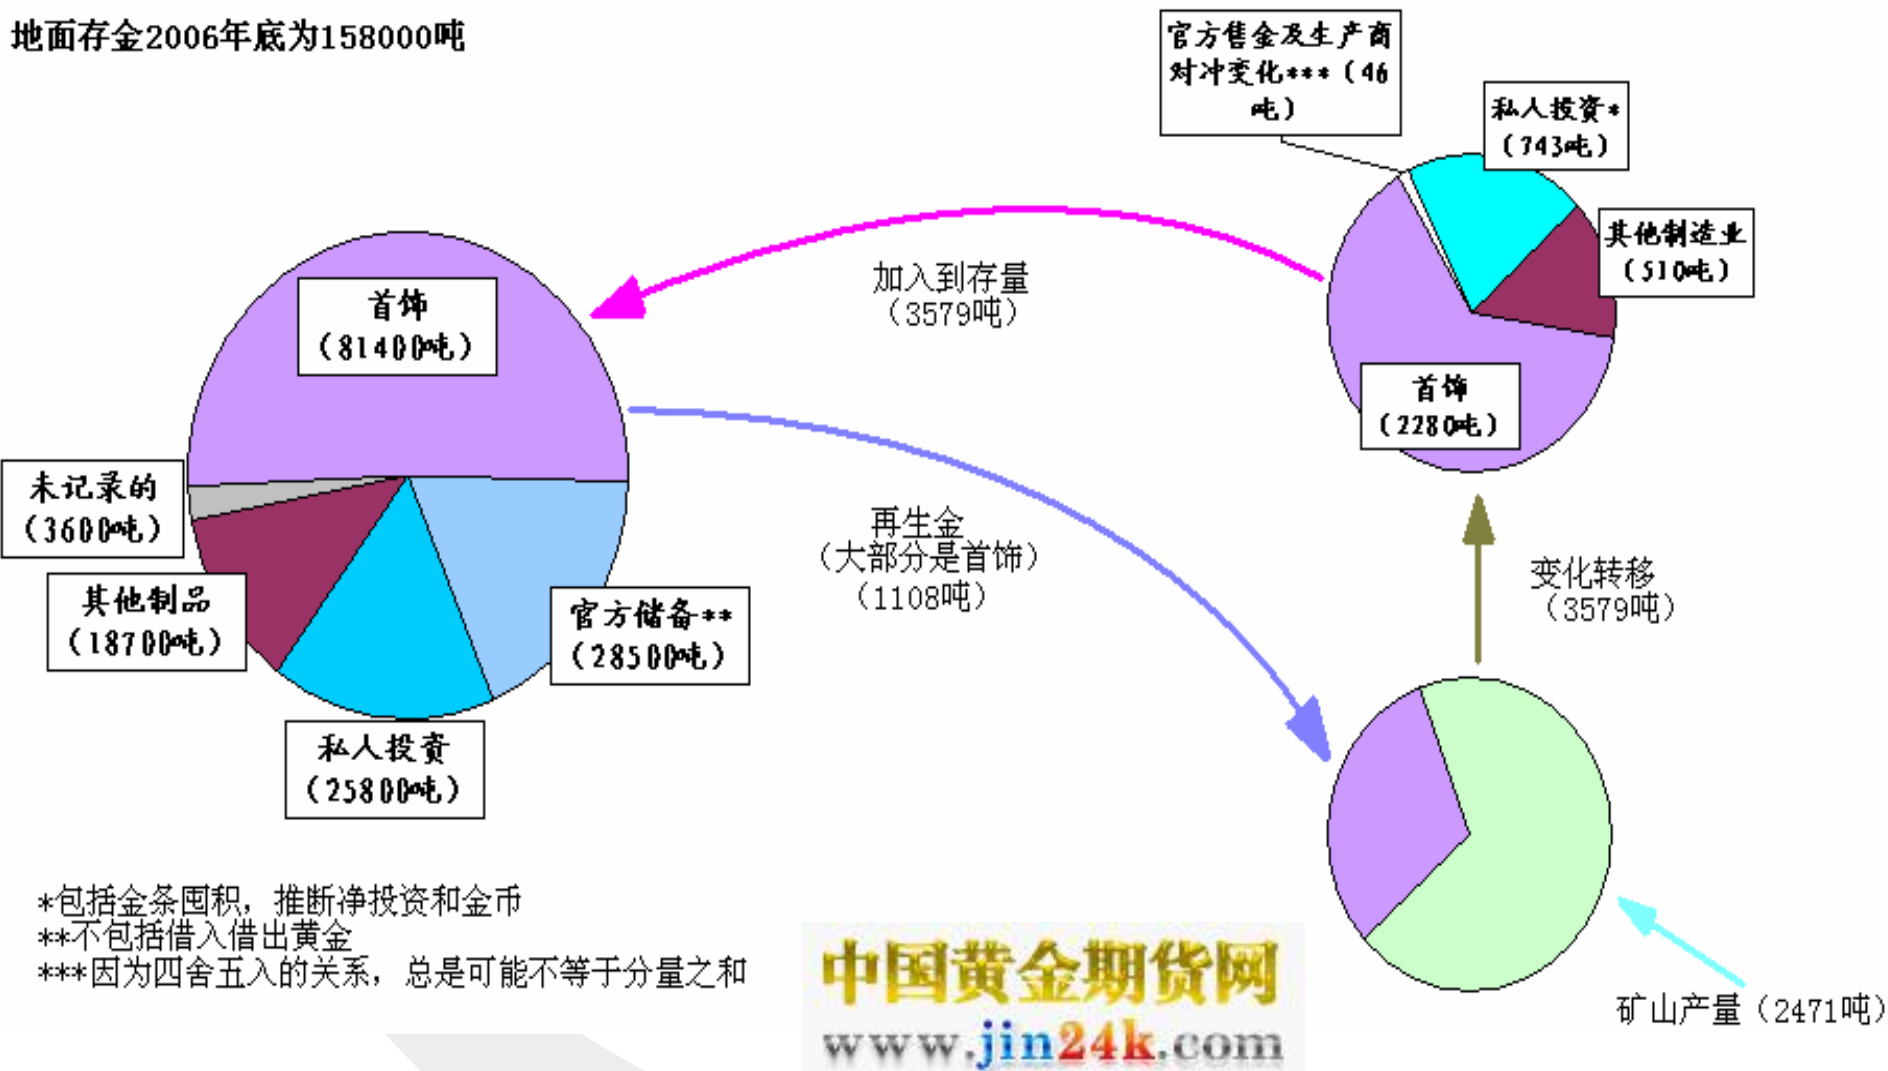 地面存金2006年底为158000吨
官方售金及生产商
对冲变化***（46
吨）
私人投资*
（743吨）
其他制造业
（510吨）
首饰
（2280吨）
加入到存量
（3579吨）
首饰
（81400吨）
未记录的
（3600吨）
其他制品
（18700吨）
官方储备**
（28500吨）
私人投资
（25800吨）
再生金
（大部分是首饰）
（1108吨）
变化转移
（3579吨）
矿山产量（2471吨）
*包括金条囤积，推断净投资和金币
**不包括借入借出黄金
***因为四舍五入的关系，总是可能不等于分量之和
中国黄金期货网
www.jin24k.com